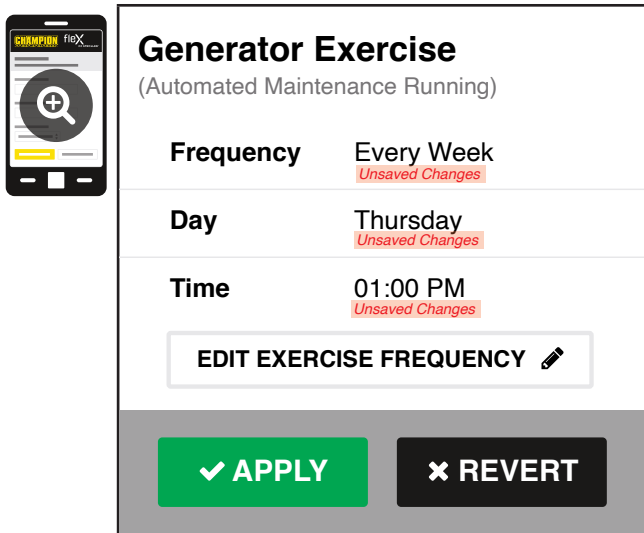 CHAMPION fleX
Generator Exercise
(Automated Maintenance Running)
Frequency Every Week
Unsaved Changes
Day Thursday
Unsaved Changes
Time 01:00 PM
Unsaved Changes
EDIT EXERCISE FREQUENCY
APPLY REVERT